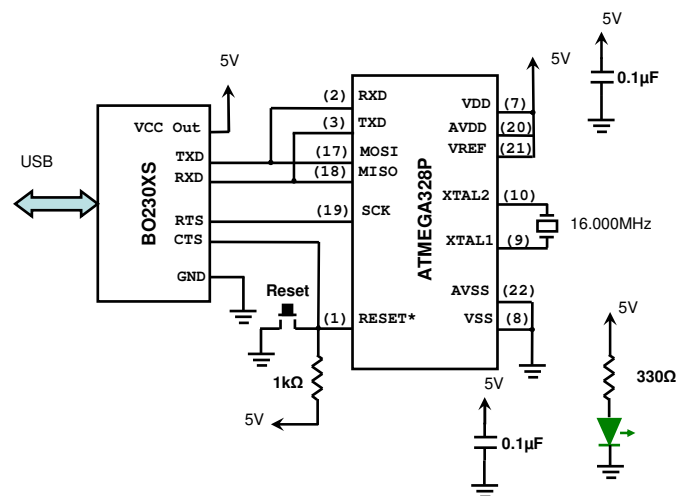 5V
0.1µF
5V
5V
USB
BO230XS
VCC Out
TXD
RXD
RTS
CTS
GND
ATMEGA328P
(2) RXD
(3) TXD
(17) MOSI
(18) MISO
(19) SCK
(1) RESET*
VDD (7)
AVDD (20)
VREF (21)
XTAL2 (10)
XTAL1 (9)
AVSS (22)
VSS (8)
16.000MHz
Reset
1kΩ
5V
5V
0.1µF
5V
330Ω